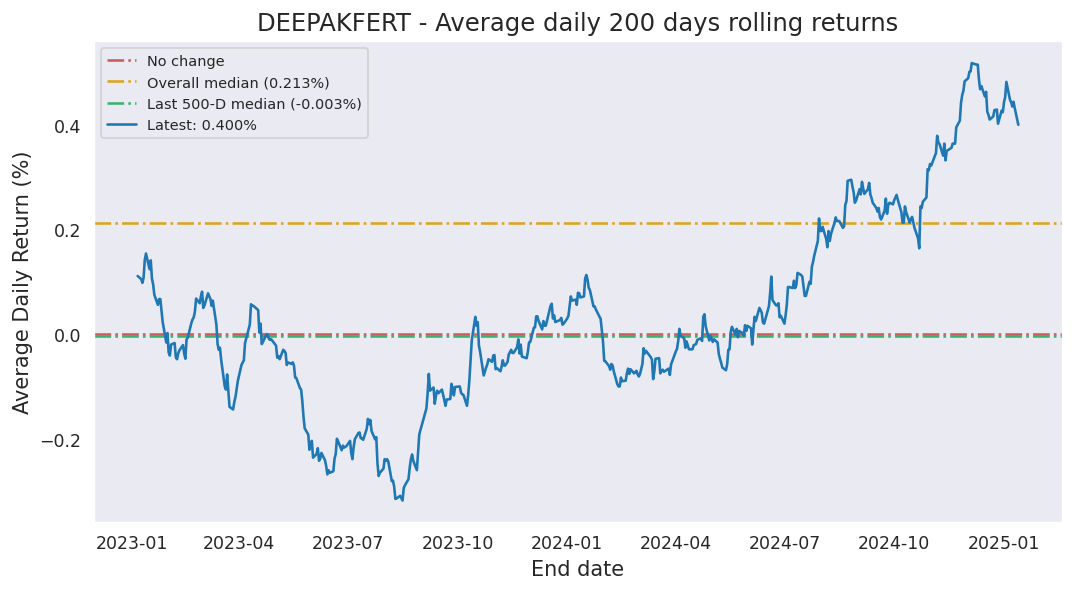 DEEPAKFERT - Average daily 200 days rolling returns
No change
Overall median (0.213%)
Last 500-D median (-0.003%)
Latest: 0.400%
Average Daily Return (%)
0.4
0.2
0.0
−0.2
2023-01 2023-04 2023-07 2023-10 2024-01 2024-04 2024-07 2024-10 2025-01
End date